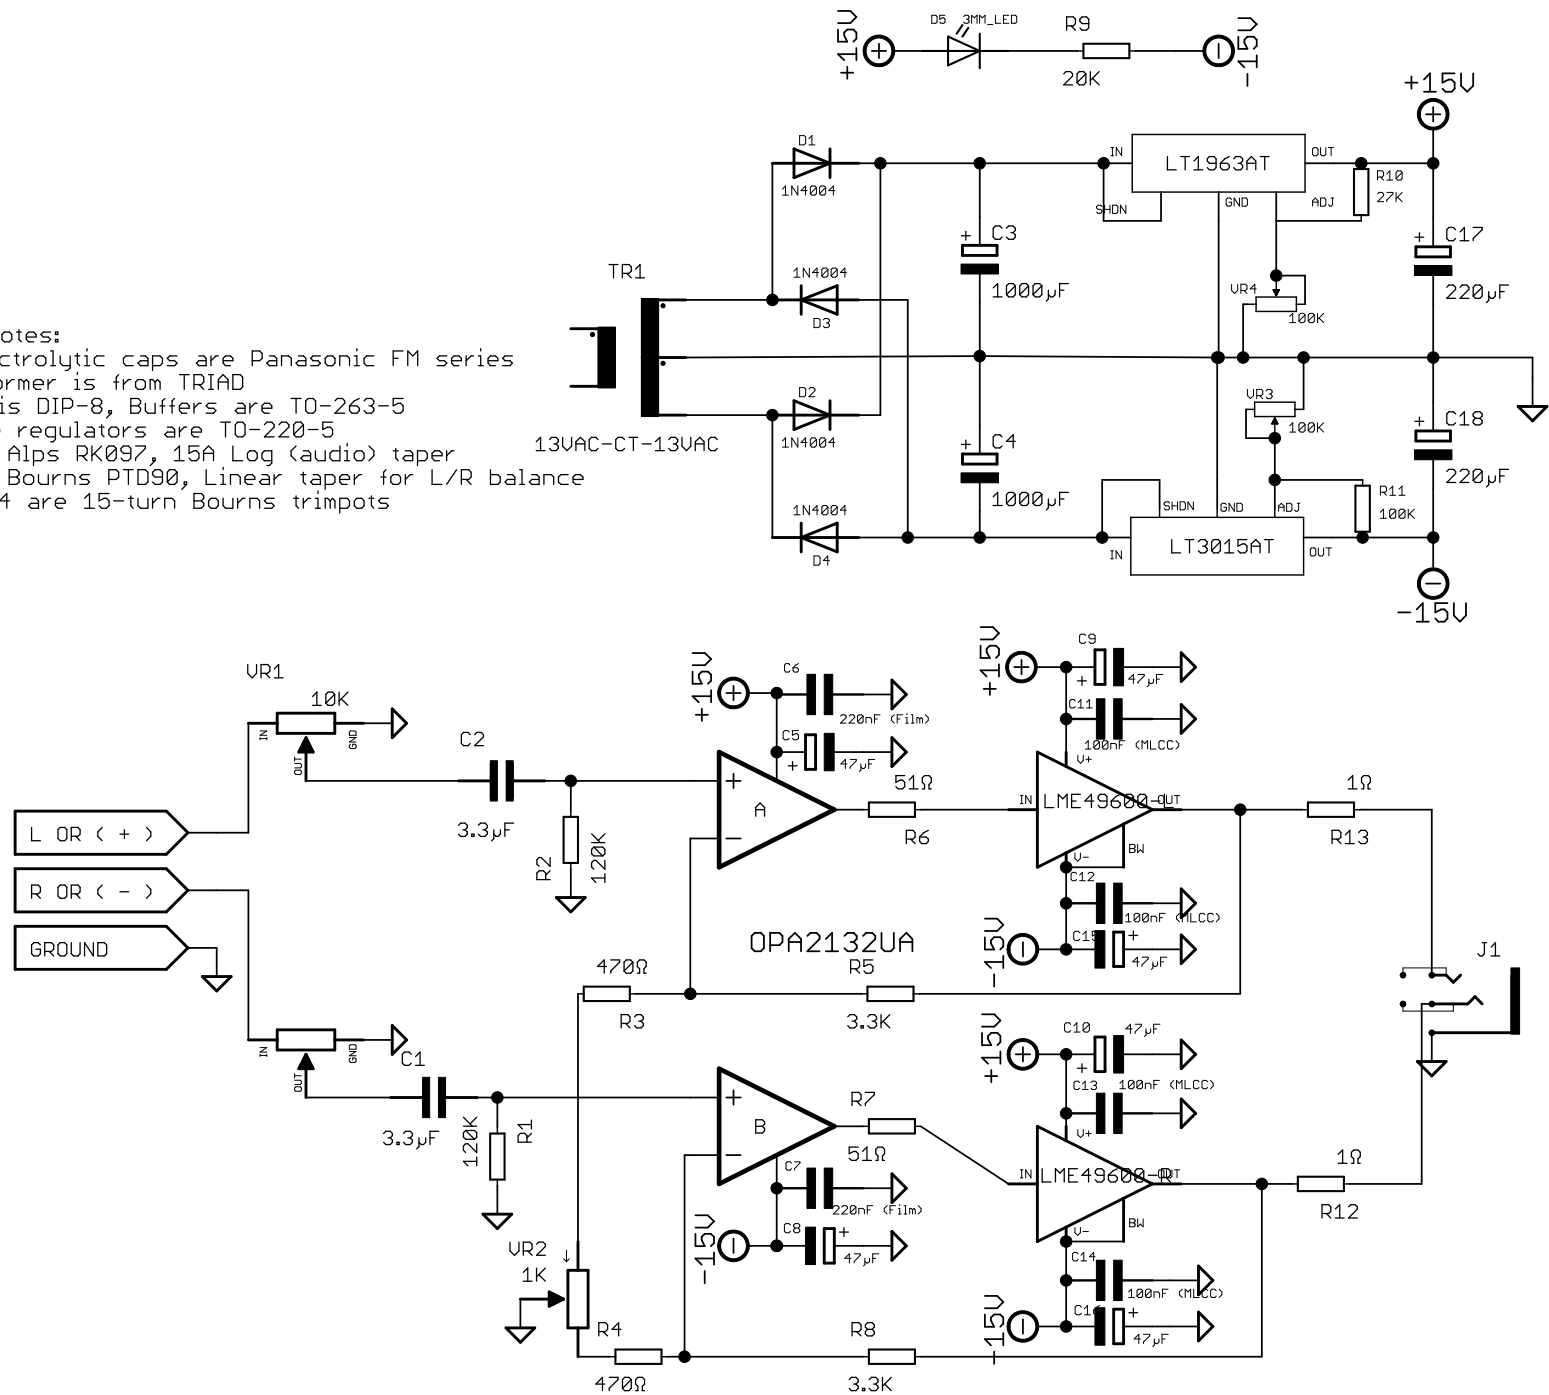 D5 3MM_LED
R9
20K
+15V
-15V
+15V
D1
1N4004
IN
LT1963AT
OUT
SHDN
GND
ADJ
R10
27K
+
C3
1000µF
+
C17
220µF
TR1
1N4004
D3
VR4
100K
otes:
ctrolytic caps are Panasonic FM series
ormer is from TRIAD
is DIP-8, Buffers are TO-263-5
regulators are TO-220-5
Alps RK097, 15A Log (audio) taper
Bourns PTD90, Linear taper for L/R balance
4 are 15-turn Bourns trimpots
13VAC-CT-13VAC
D2
1N4004
VR3
100K
+
C4
1000µF
+
C18
220µF
1N4004
D4
SHDN
GND
ADJ
R11
100K
IN
LT3015AT
OUT
-15V
VR1
10K
IN
GND
OUT
C2
3.3µF
R2
120K
+15V
C6
220nF (Film)
C5
+
47µF
+
A
-
51Ω
R6
+15V
C9
+
47µF
C11
100nF (MLCC)
V+
IN
LME49600-L
OUT
BW
V-
C12
100nF (MLCC)
-15V
C15
+
47µF
1Ω
R13
L OR ( + )
R OR ( - )
GROUND
OPA2132UA
470Ω
R3
R5
3.3K
J1
IN
GND
OUT
C1
3.3µF
120K
R1
+15V
C10
47µF
+
C13
100nF (MLCC)
+
B
-
R7
51Ω
V+
IN
LME49600-R
OUT
BW
V-
1Ω
R12
C7
220nF (Film)
-15V
C8
+
47µF
C14
100nF (MLCC)
-15V
C16
+
47µF
VR2
1K
R4
470Ω
R8
3.3K